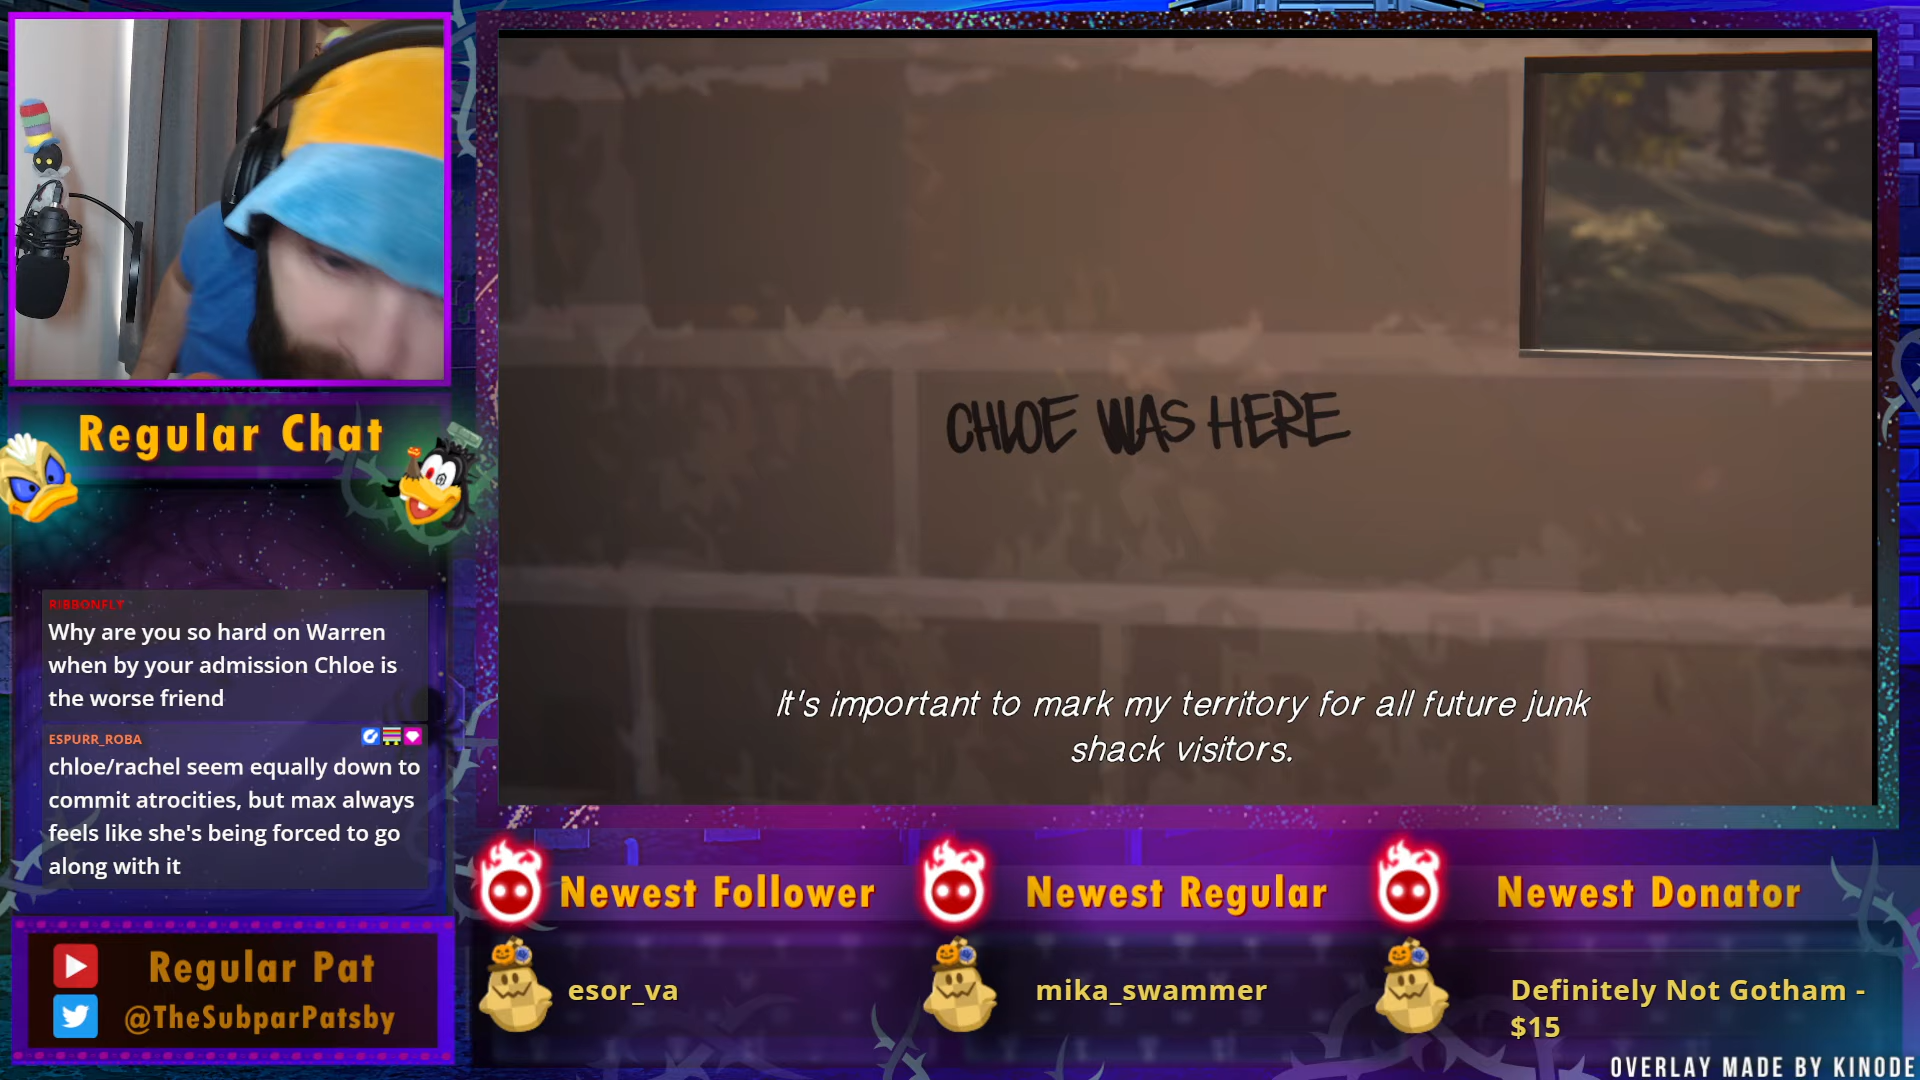 Regular Chat
RIBBONFLY
Why are you so hard on Warren
when by your admission Chloe is
the worse friend
ESPURR_ROBA
chloe/rachel seem equally down to
commit atrocities, but max always
feels like she's being forced to go
along with it
Regular Pat
@TheSubparPatsby
CHLOE WAS HERE
It's important to mark my territory for all future junk
shack visitors.
Newest Follower
esor_va
Newest Regular
mika_swammer
Newest Donator
Definitely Not Gotham -
$15
OVERLAY MADE BY KINODE